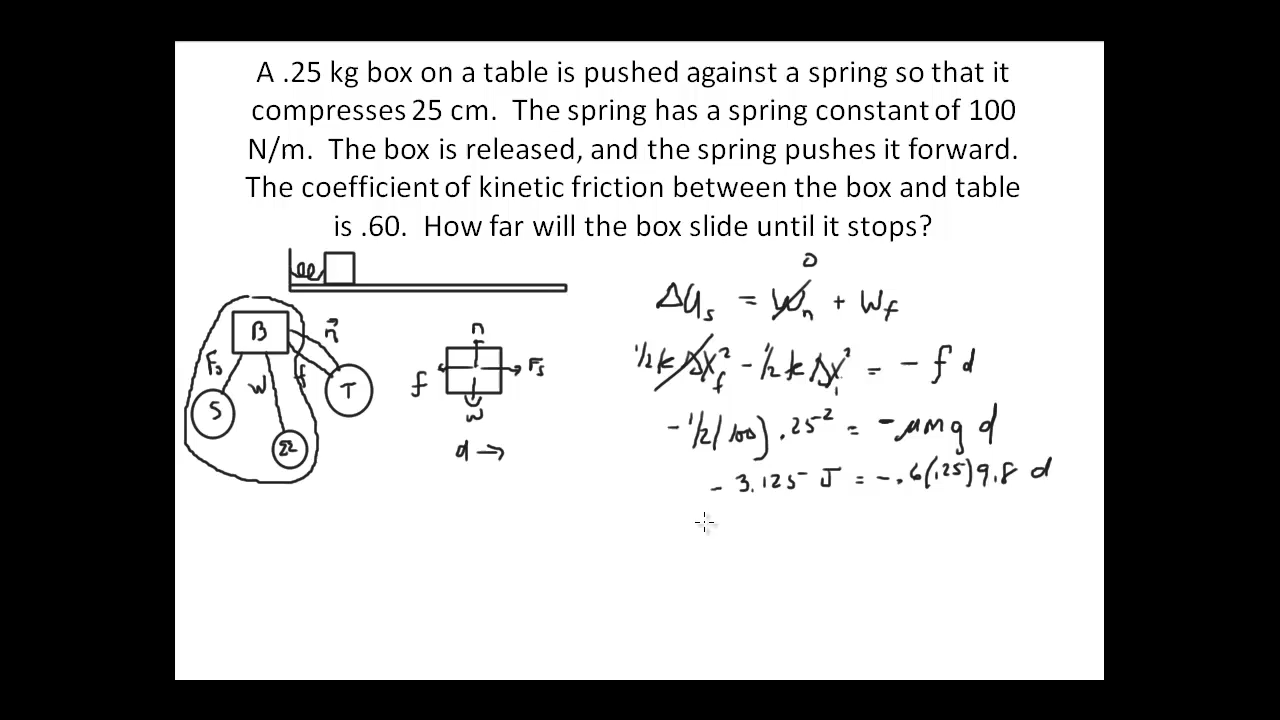 A .25 kg box on a table is pushed against a spring so that it
compresses 25 cm. The spring has a spring constant of 100
N/m. The box is released, and the spring pushes it forward.
The coefficient of kinetic friction between the box and table
is .60. How far will the box slide until it stops?
0
ΔUₛ = Wₙ + W_f
½kΔx_f² - ½kΔxᵢ² = - f d
- ½(100).25² = - μmg d
- 3.125 J = - .6(.25)9.8 d
B
n⃗
Fₛ
W
f
T
S
n
f
Fₛ
w
d →